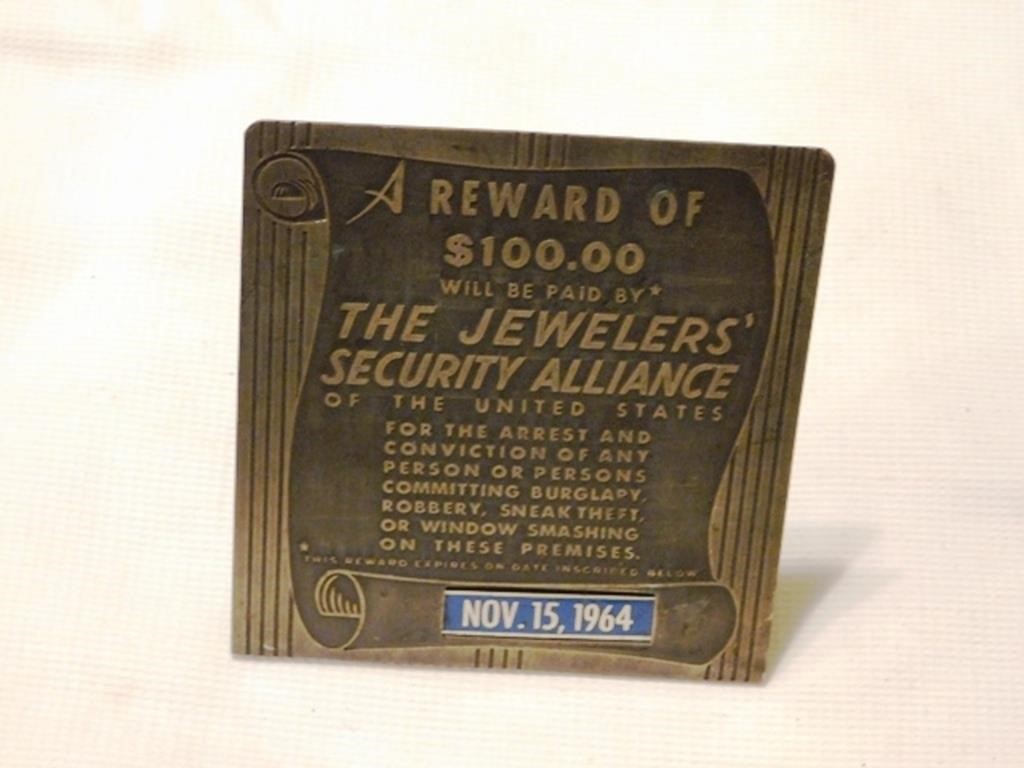 A REWARD OF
$100.00
WILL BE PAID BY*
THE JEWELERS'
SECURITY ALLIANCE
OF THE UNITED STATES
FOR THE ARREST AND
CONVICTION OF ANY
PERSON OR PERSONS
COMMITTING BURGLARY,
ROBBERY, SNEAK THEFT,
OR WINDOW SMASHING
ON THESE PREMISES.
* THIS REWARD EXPIRES ON DATE INSCRIBED BELOW
NOV. 15, 1964